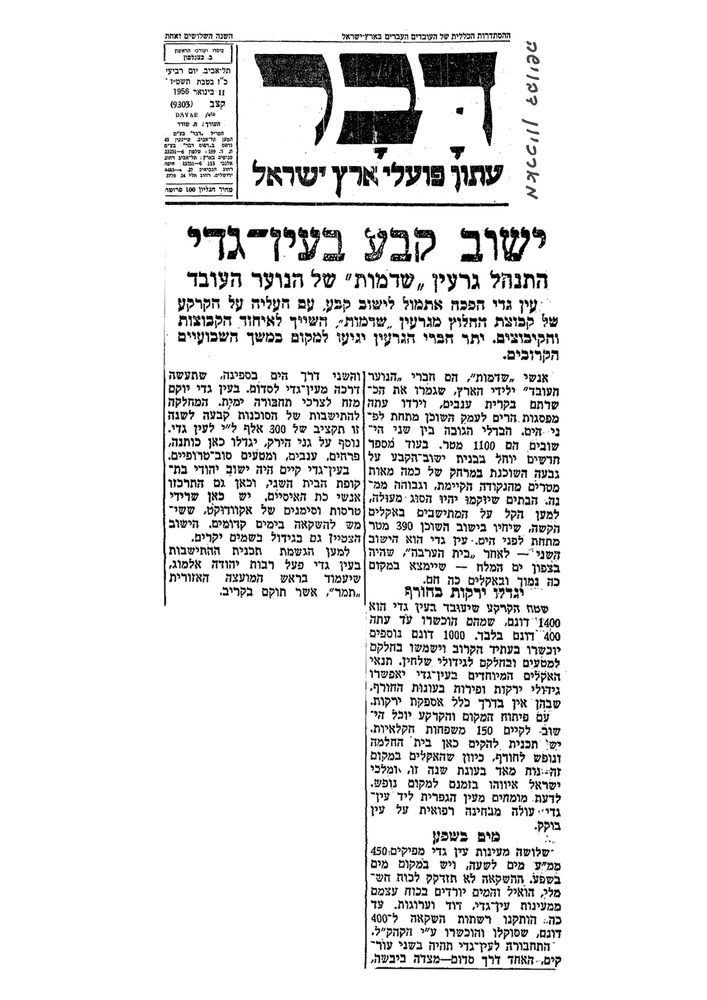 ההסתדרות הכללית של העובדים העברים בארץ-ישראל
השנה השלושים ואחת
דָּבָר
עתון פועלי ארץ ישראל
מיסדו ועורכו הראשון
ב. כצנלסון
תל-אביב, יום רביעי
כ"ז בטבת תשט"ז
11 בינואר 1956
קצב (9303)
DAVAR
העורך: ח. שורר
המו"ל "דבר" בע"מ
המען תל-אביב, שיינקין 45
נדפס ב"דפוס דבר" בע"מ
ת. ד. 199, טלפון 6—23251
סניפים בארץ: תל-אביב רחוב
אלנבי 113, 6—23251, חיפה
רחוב הנביאים 27, 4—4483
ירושלים, רחוב הלל 24, 3779
מחיר הגליון 100 פרוטה
ישוב קבע בעין-גדי
התנהל גרעין „שדמות" של הנוער העובד
עין גדי הפכה אתמול לישוב קבע, עם העליה על הקרקע
של קבוצת החלוץ מגרעין „שדמות", השייך לאיחוד הקבוצות
והקיבוצים. יתר חברי הגרעין יגיעו למקום במשך השבועיים
הקרובים.
אנשי „שדמות", הם חברי „הנוער
העובד" ילידי הארץ, שגמרו את הכ-
שרתם בקרית ענבים, וירדו עתה
מפסגות הרים לעמק השוכן מתחת לפ-
ני הים. הבדלי הגובה בין שני הי-
שובים הם 1100 מטר. בעוד מספר
חדשים יוחל בבנית ישוב-הקבע על
גבעה השוכנת במרחק של כמה מאות
מטרים מהנקודה הקיימת, וגבוהה ממ-
נה. הבתים שיוקמו יהיו הסוג מעולה,
למען הקל על המתישבים באקלים
הקשה, שיחיו בישוב השוכן 390 מטר
מתחת לפני הים. עין גדי הוא הישוב
השני — לאחר „בית הערבה", שהיה
בצפון ים המלח — שיימצא במקום
כה נמוך ובאקלים כה חם.
יגדלו ירקות בחורף
שטח הקרקע שיעובד בעין גדי הוא
1400 דונם, שמהם הוכשרו עד עתה
400 דונם בלבד. 1000 דונם נוספים
יוכשרו בעתיד הקרוב וישמשו בחלקם
למטעים ובחלקם לגידולי שלחין. תנאי
האקלים המיוחדים בעין-גדי יאפשרו
גידולי ירקות ופירות בעונות החורף,
שבהן אין בדרך כלל אספקת ירקות.
עם פיתוח המקום והקרקע יוכל הי-
שוב לקיים 150 משפחות חקלאיות.
יש תכנית להקים כאן בית החלמה
ונופש לחורף, כיוון שהאקלים במקום
זה נוח מאד בעונת שנה זו, ומלכי
ישראל איווהו בזמנם למקום נופש.
לדעת מומחים מעין הגפרית ליד עין-
גדי עולה מבחינה רפואית על עין
בוקק.
מים בשפע
שלושה מעינות עין גדי מפיקים 450
ממ"ע מים לשעה, ויש במקום מים
בשפע. ההשקאה לא תזדקק לכוח חש-
מלי, הואיל והמים יורדים בכוח עצמם
ממעינות עין-גדי, דוד וערוגות. עד
כה הותקנו רשתות השקאה ל-400
דונם, שסוקלו והוכשרו ע"י הקהק"ל.
התחבורה לעין-גדי תהיה בשני עור-
קים, האחד דרך סדום—מצדה ביבשה,
והשני דרך הים בספינה, שתעשה
דרכה מעין-גדי לסדום. בעין גדי יוקם
מזח לצרכי תחבורה ימית. המחלקה
להתישבות של הסוכנות קבעה לשנה
זו תקציב של 300 אלף ל"י לעין גדי.
נוסף על גני הירק, יגדלו כאן כותנה,
פרחים, ענבים, ומטעים סוב-טרופיים.
בעין-גדי קיים היה ישוב יהודי בת-
קופת הבית השני, וכאן גם התרכזו
אנשי כת האיסיים. יש כאן שרידי
טרסות וסימנים של אקוודוקט, ששי-
מש להשקאה בימים קדומים. הישוב
הצטיין גם בגידול בשמים יקרים.
למען הגשמת תכנית ההתישבות
בעין גדי פעל רבות יהודה אלמוג,
שיעמוד בראש המועצה האזורית
„תמר", אשר תוקם בקריב.